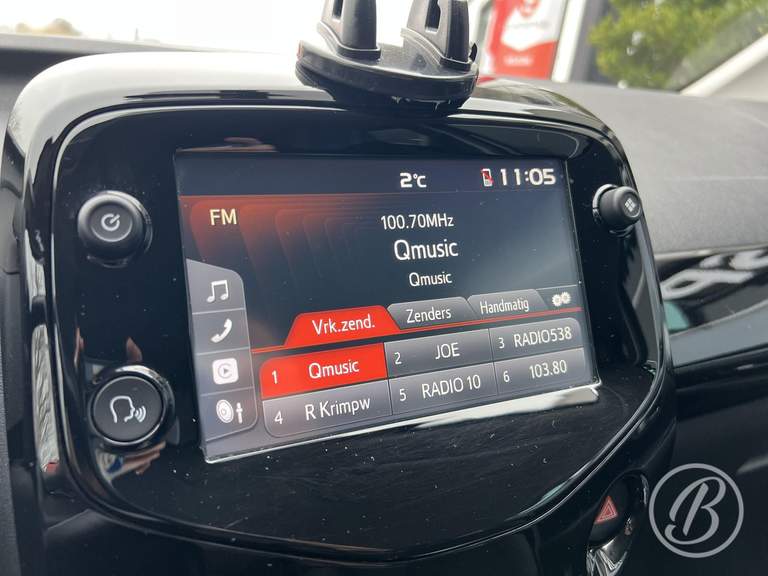 2°C 11:05
FM
100.70MHz
Qmusic
Qmusic
Vrk.zend. Zenders Handmatig
1 Qmusic 2 JOE 3 RADIO538
4 R Krimpw 5 RADIO 10 6 103.80
B